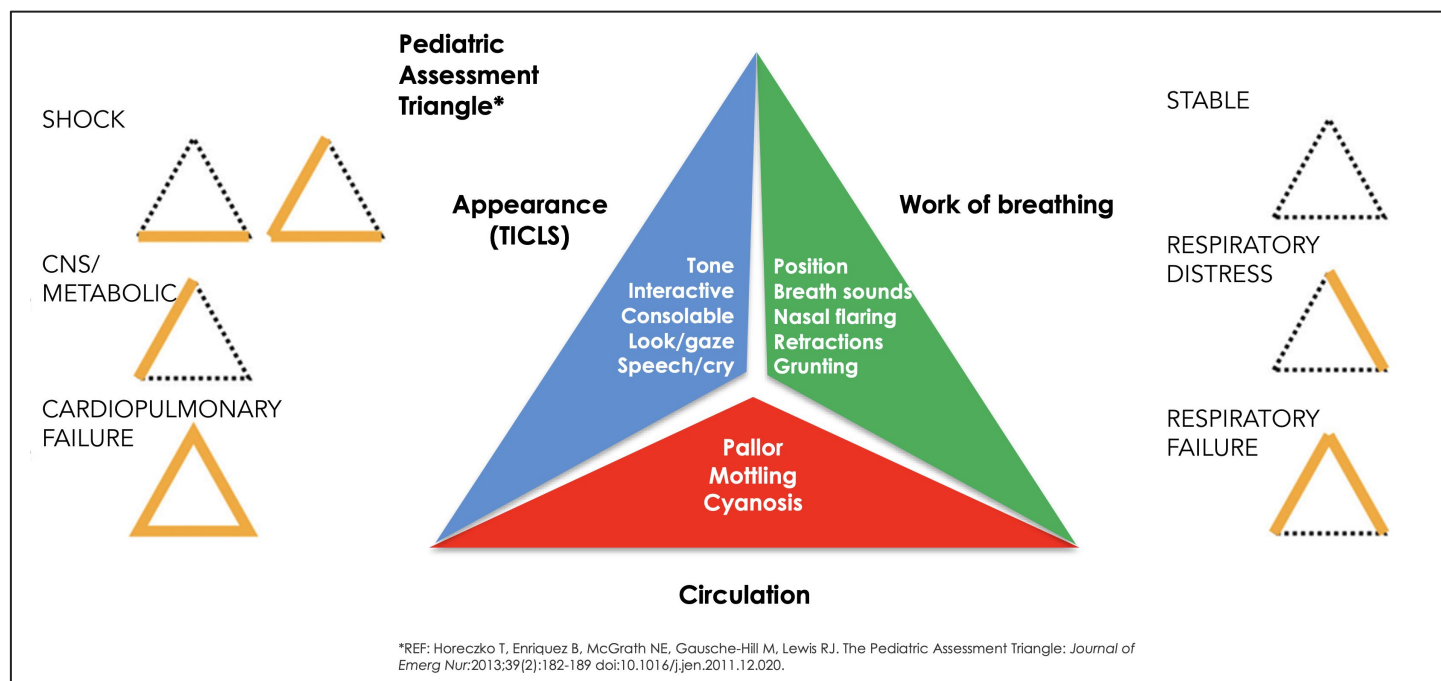 Pediatric
Assessment
Triangle*
SHOCK
CNS/
METABOLIC
CARDIOPULMONARY
FAILURE
Appearance
(TICLS)
Tone
Interactive
Consolable
Look/gaze
Speech/cry
Work of breathing
Position
Breath sounds
Nasal flaring
Retractions
Grunting
Pallor
Mottling
Cyanosis
Circulation
STABLE
RESPIRATORY
DISTRESS
RESPIRATORY
FAILURE
*REF: Horeczko T, Enriquez B, McGrath NE, Gausche-Hill M, Lewis RJ. The Pediatric Assessment Triangle: Journal of
Emerg Nur:2013;39(2):182-189 doi:10.1016/j.jen.2011.12.020.